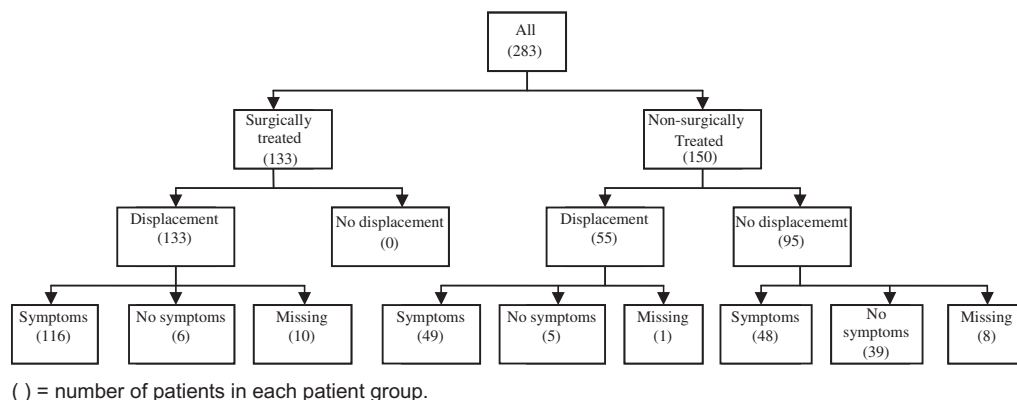 All
(283)
Surgically
treated
(133)
Non-surgically
Treated
(150)
Displacement
(133)
No displacement
(0)
Displacement
(55)
No displacememt
(95)
Symptoms
(116)
No symptoms
(6)
Missing
(10)
Symptoms
(49)
No symptoms
(5)
Missing
(1)
Symptoms
(48)
No
symptoms
(39)
Missing
(8)
( ) = number of patients in each patient group.